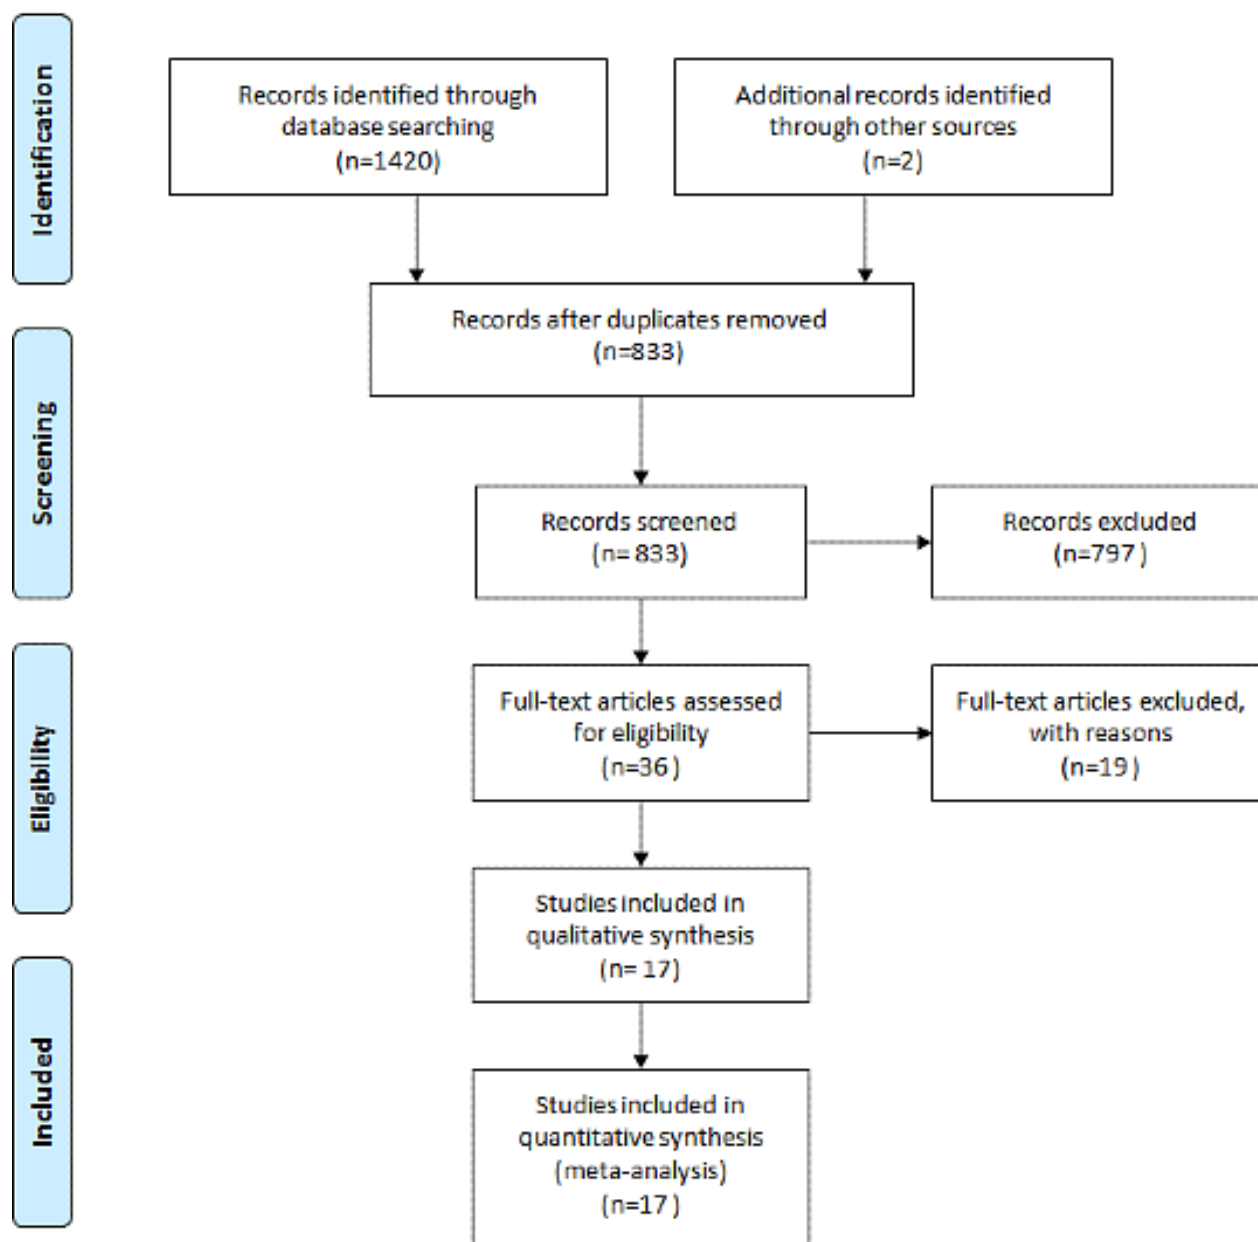 Identification
Records identified through
database searching
(n=1420)
Additional records identified
through other sources
(n=2)
Records after duplicates removed
(n=833)
Screening
Records screened
(n= 833)
Records excluded
(n=797 )
Eligibility
Full-text articles assessed
for eligibility
(n=36 )
Full-text articles excluded,
with reasons
(n=19 )
Studies included in
qualitative synthesis
(n= 17)
Included
Studies included in
quantitative synthesis
(meta-analysis)
(n=17 )